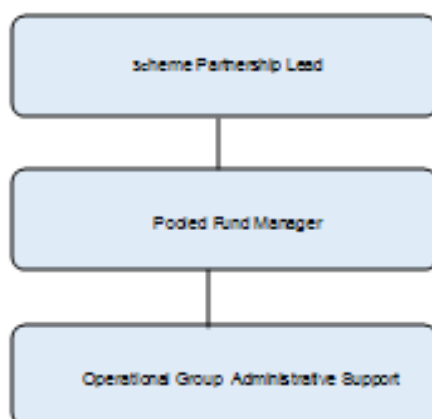 scheme Partnership Lead
Pooled Fund Manager
Operational Group Administrative Support